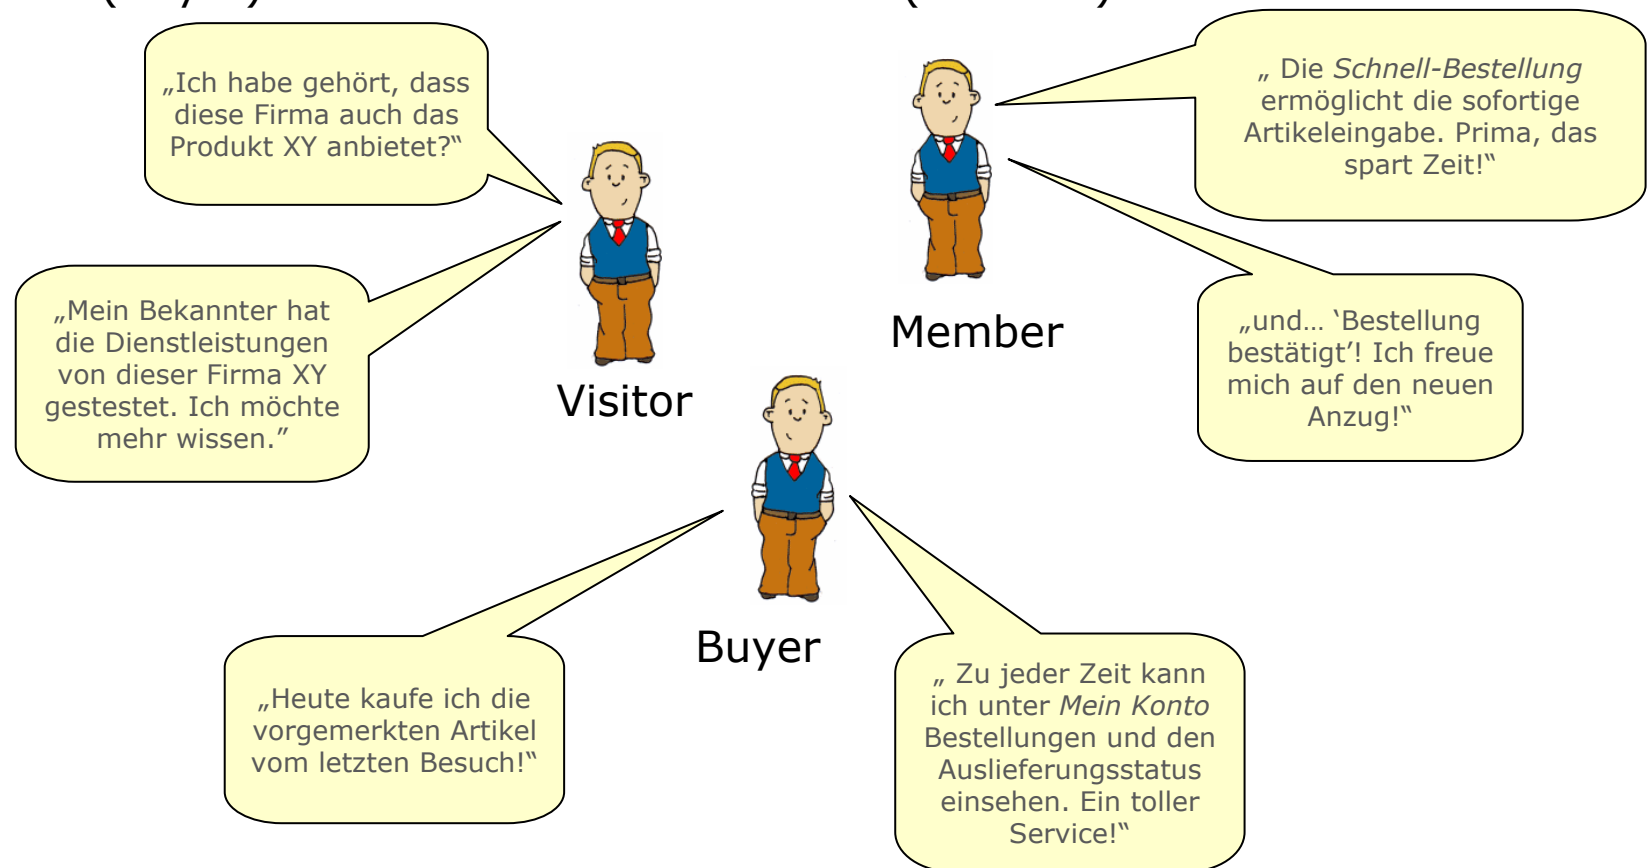 „Ich habe gehört, dass
diese Firma auch das
Produkt XY anbietet?“
„Mein Bekannter hat
die Dienstleistungen
von dieser Firma XY
gestestet. Ich möchte
mehr wissen.”
Visitor
„ Die Schnell-Bestellung
ermöglicht die sofortige
Artikeleingabe. Prima, das
spart Zeit!“
„und… ‘Bestellung
bestätigt’! Ich freue
mich auf den neuen
Anzug!“
Member
Buyer
„Heute kaufe ich die
vorgemerkten Artikel
vom letzten Besuch!“
„ Zu jeder Zeit kann
ich unter Mein Konto
Bestellungen und den
Auslieferungsstatus
einsehen. Ein toller
Service!“